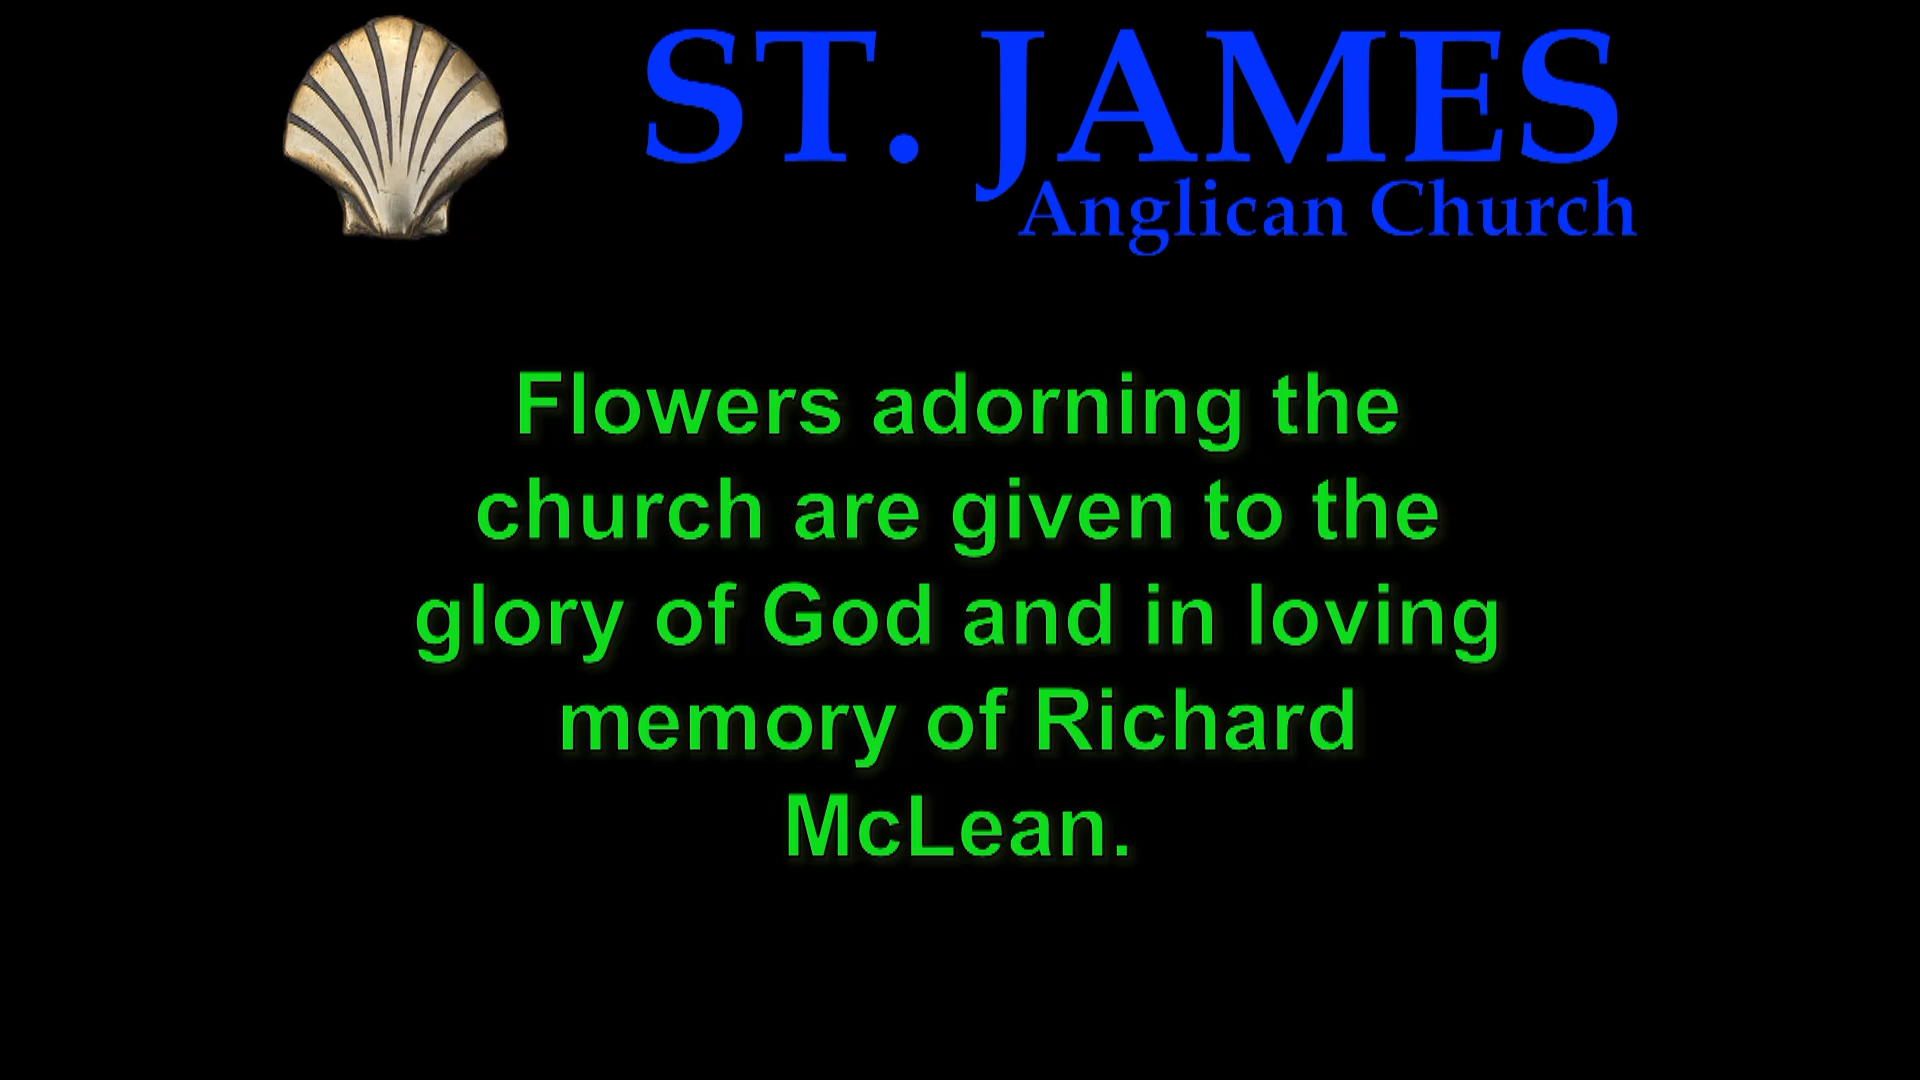 ST. JAMES
Anglican Church
Flowers adorning the
church are given to the
glory of God and in loving
memory of Richard
McLean.